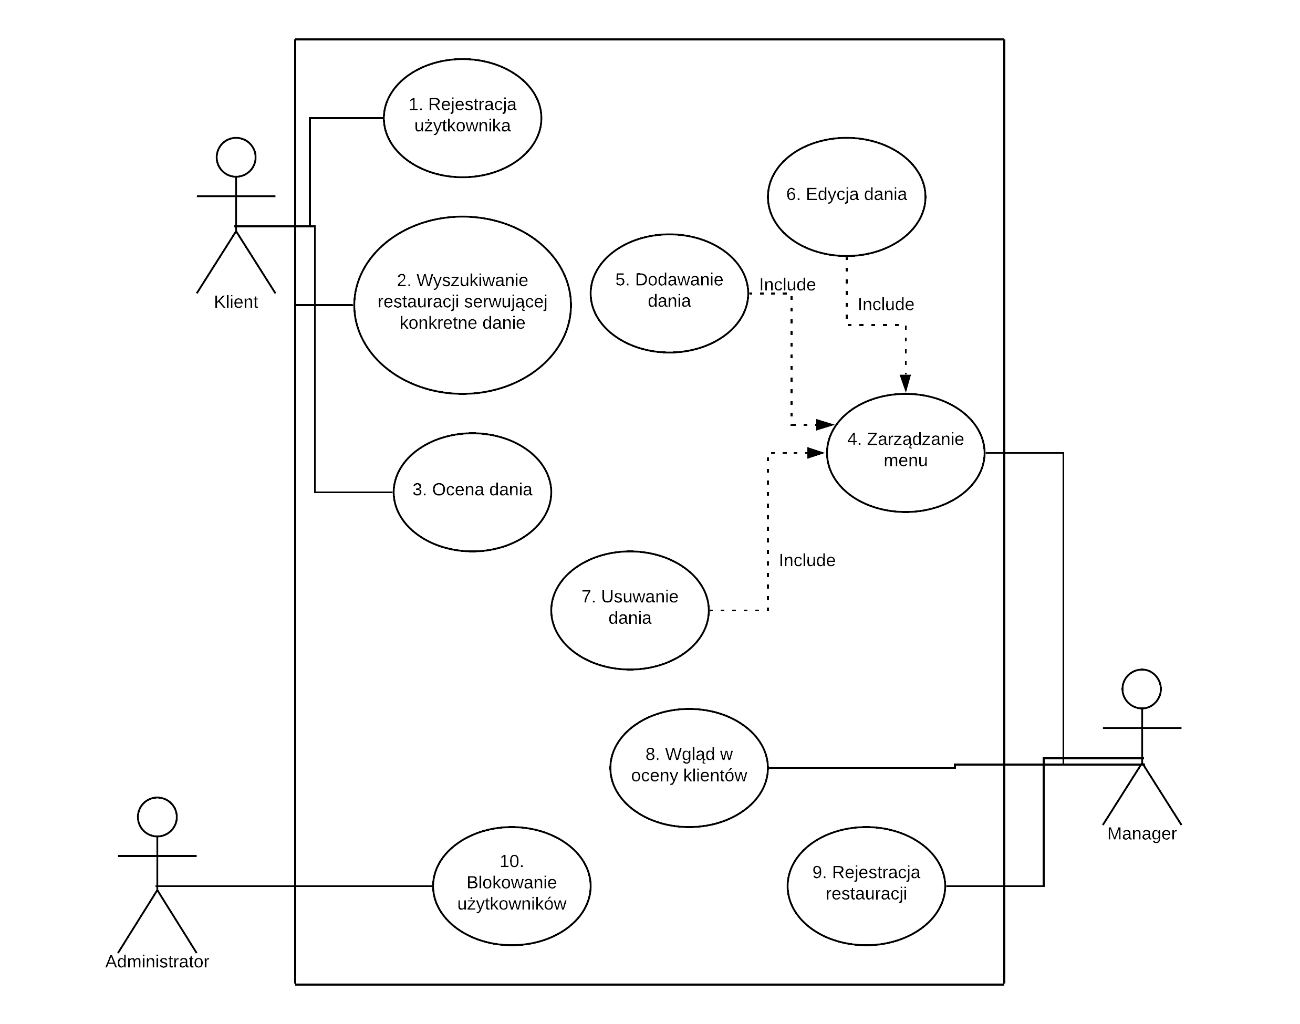 1. Rejestracja
użytkownika
6. Edycja dania
2. Wyszukiwanie
restauracji serwującej
konkretne danie
5. Dodawanie
dania
Include
Include
Klient
3. Ocena dania
4. Zarządzanie
menu
Include
7. Usuwanie
dania
8. Wgląd w
oceny klientów
Manager
10.
Blokowanie
użytkowników
9. Rejestracja
restauracji
Administrator